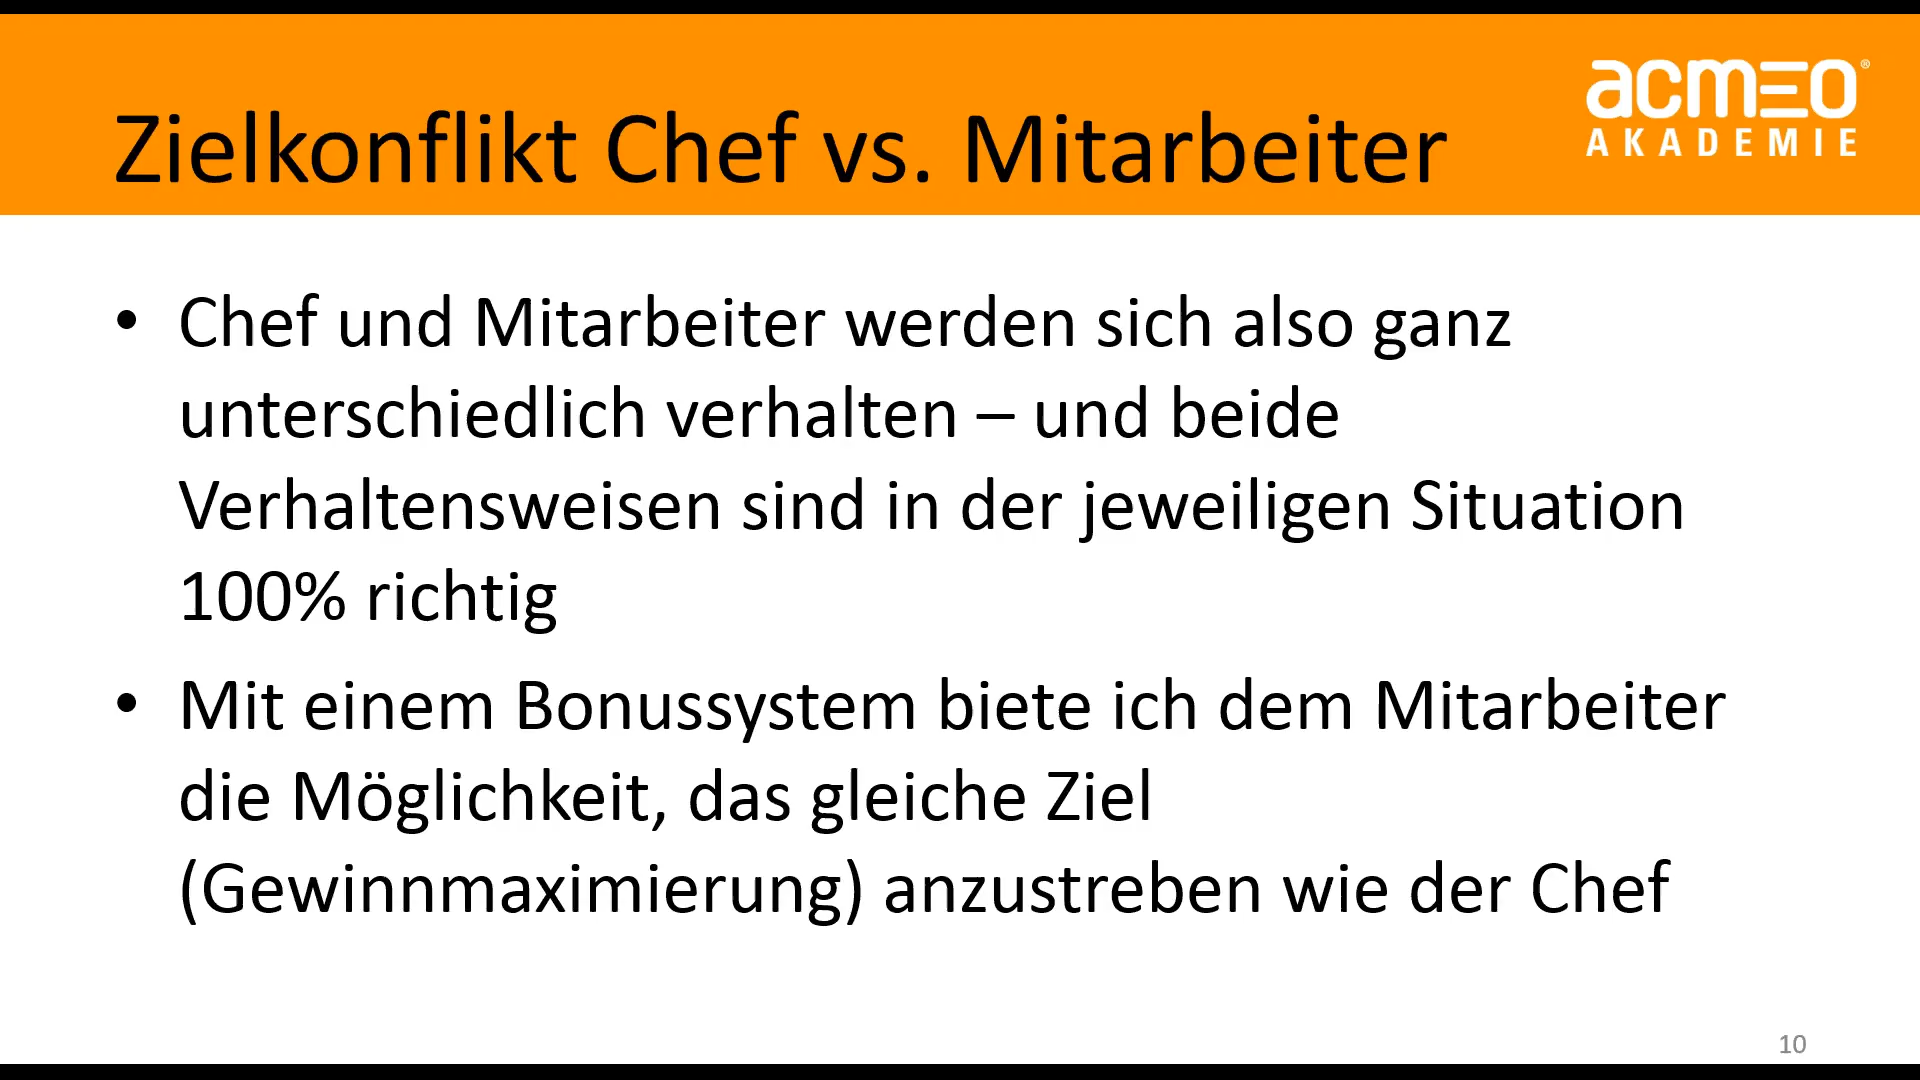 acmeo®
AKADEMIE
Zielkonflikt Chef vs. Mitarbeiter
• Chef und Mitarbeiter werden sich also ganz
unterschiedlich verhalten – und beide
Verhaltensweisen sind in der jeweiligen Situation
100% richtig
• Mit einem Bonussystem biete ich dem Mitarbeiter
die Möglichkeit, das gleiche Ziel
(Gewinnmaximierung) anzustreben wie der Chef
10